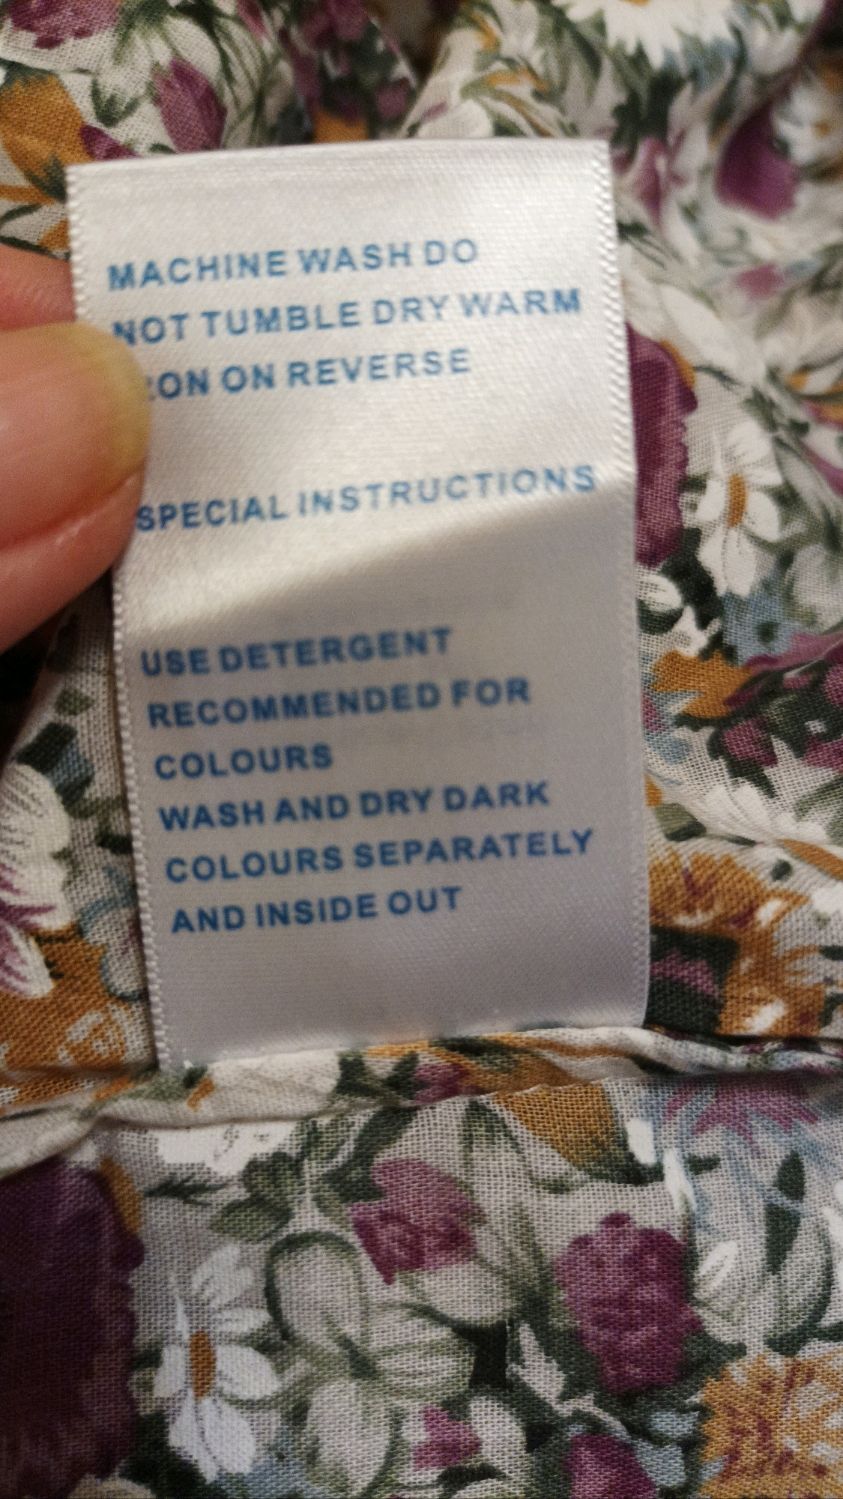 MACHINE WASH DO
NOT TUMBLE DRY WARM
IRON ON REVERSE
SPECIAL INSTRUCTIONS
USE DETERGENT
RECOMMENDED FOR
COLOURS
WASH AND DRY DARK
COLOURS SEPARATELY
AND INSIDE OUT